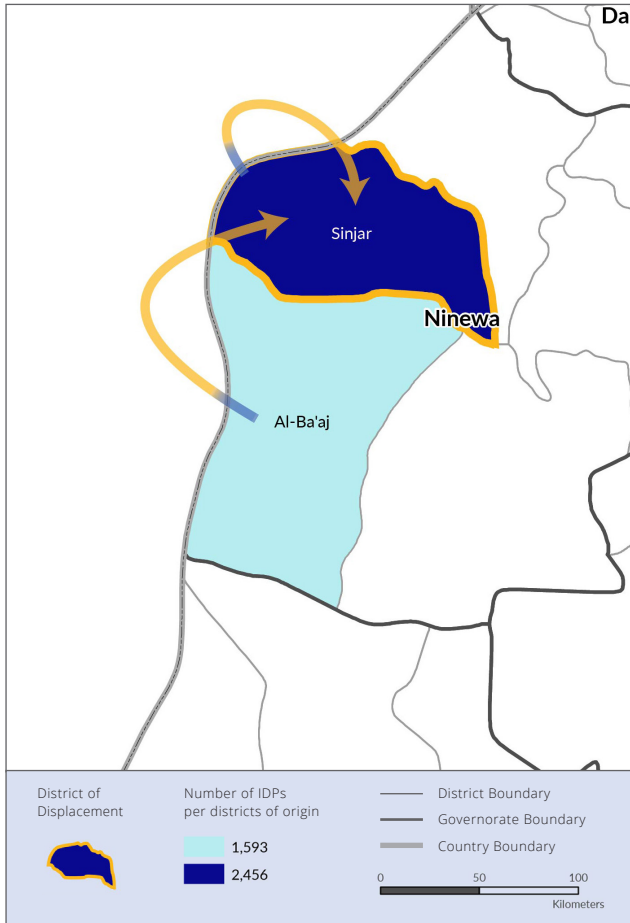 Da
Sinjar
Ninewa
Al-Ba'aj
District of
Displacement
Number of IDPs
per districts of origin
1,593
2,456
District Boundary
Governorate Boundary
Country Boundary
0 50 100
Kilometers